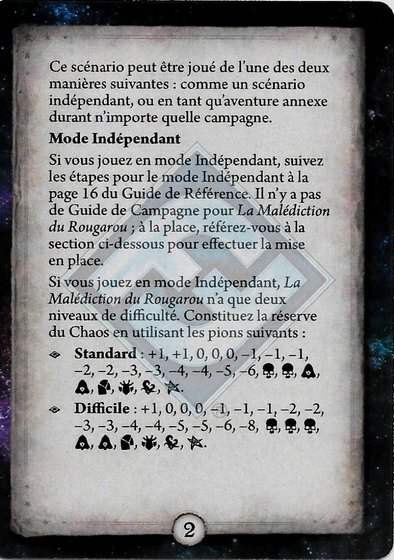 Ce scénario peut être joué de l'une des deux
manières suivantes : comme un scénario
indépendant, ou en tant qu'aventure annexe
durant n'importe quelle campagne.
Mode Indépendant
Si vous jouez en mode Indépendant, suivez
les étapes pour le mode Indépendant à la
page 16 du Guide de Référence. Il n'y a pas
de Guide de Campagne pour La Malédiction
du Rougarou ; à la place, référez-vous à la
section ci-dessous pour effectuer la mise
en place.
Si vous jouez en mode Indépendant, La
Malédiction du Rougarou n'a que deux
niveaux de difficulté. Constituez la réserve
du Chaos en utilisant les pions suivants :
Standard : +1, +1, 0, 0, 0, –1, –1, –1,
–2, –2, –3, –3, –4, –4, –5, –6,
Difficile : +1, 0, 0, 0, –1, –1, –1, –2, –2,
–3, –3, –4, –4, –5, –5, –6, –8,
2